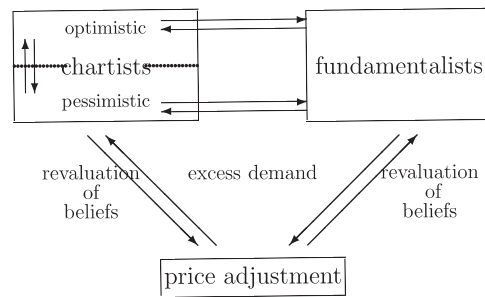 optimistic
chartists
pessimistic
fundamentalists
revaluation
of
beliefs
excess demand
revaluation
of
beliefs
price adjustment